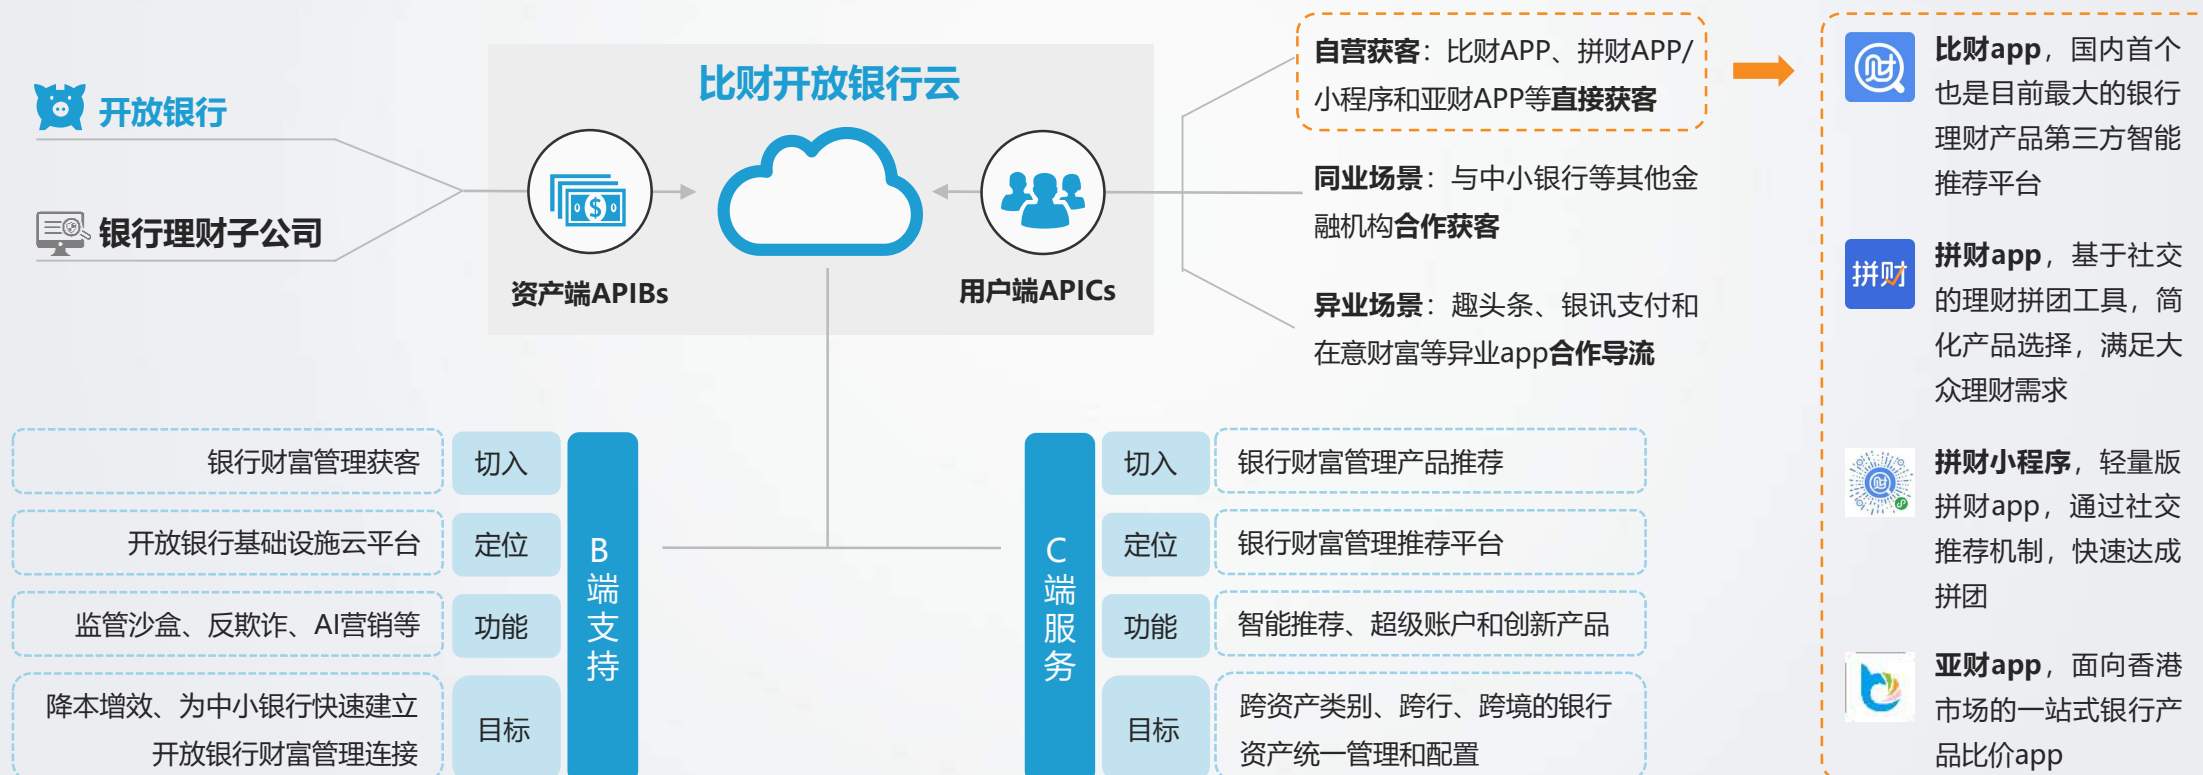 开放银行
银行理财子公司
比财开放银行云
资产端APIBs
用户端APICs
自营获客：比财APP、拼财APP/
小程序和亚财APP等直接获客
同业场景：与中小银行等其他金
融机构合作获客
异业场景：趣头条、银讯支付和
在意财富等异业app合作导流
财
比财app，国内首个
也是目前最大的银行
理财产品第三方智能
推荐平台
拼财
拼财app，基于社交
的理财拼团工具，简
化产品选择，满足大
众理财需求
财
拼财小程序，轻量版
拼财app，通过社交
推荐机制，快速达成
拼团
亚财app，面向香港
市场的一站式银行产
品比价app
B端支持
切入
银行财富管理获客
定位
开放银行基础设施云平台
功能
监管沙盒、反欺诈、AI营销等
目标
降本增效、为中小银行快速建立
开放银行财富管理连接
C端服务
切入
银行财富管理产品推荐
定位
银行财富管理推荐平台
功能
智能推荐、超级账户和创新产品
目标
跨资产类别、跨行、跨境的银行
资产统一管理和配置